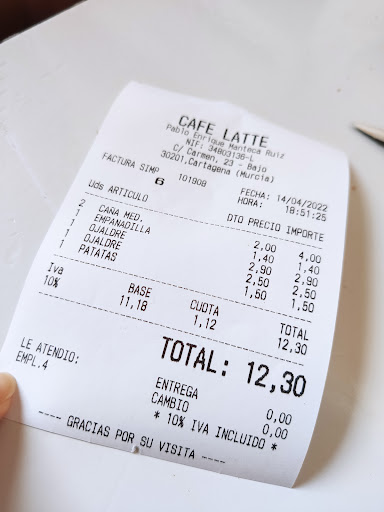 CAFE LATTE
Pablo Enrique Manteca Ruiz
NIF: 34803138-L
C/ Carmen, 23 - Bajo
30201,Cartagena (Murcia)
FACTURA SIMP 101908
6
FECHA: 14/04/2022
HORA: 18:51:25
Uds ARTICULO DTO PRECIO IMPORTE
2 CAÑA MED. 2,00 4,00
1 EMPANADILLA 1,40 1,40
1 OJALDRE 2,90 2,90
1 OJALDRE 2,50 2,50
1 PATATAS 1,50 1,50
Iva BASE CUOTA TOTAL
10% 11,18 1,12 12,30
TOTAL: 12,30
LE ATENDIO:
EMPL.4
ENTREGA 0,00
CAMBIO 0,00
* 10% IVA INCLUIDO *
---- GRACIAS POR SU VISITA ----